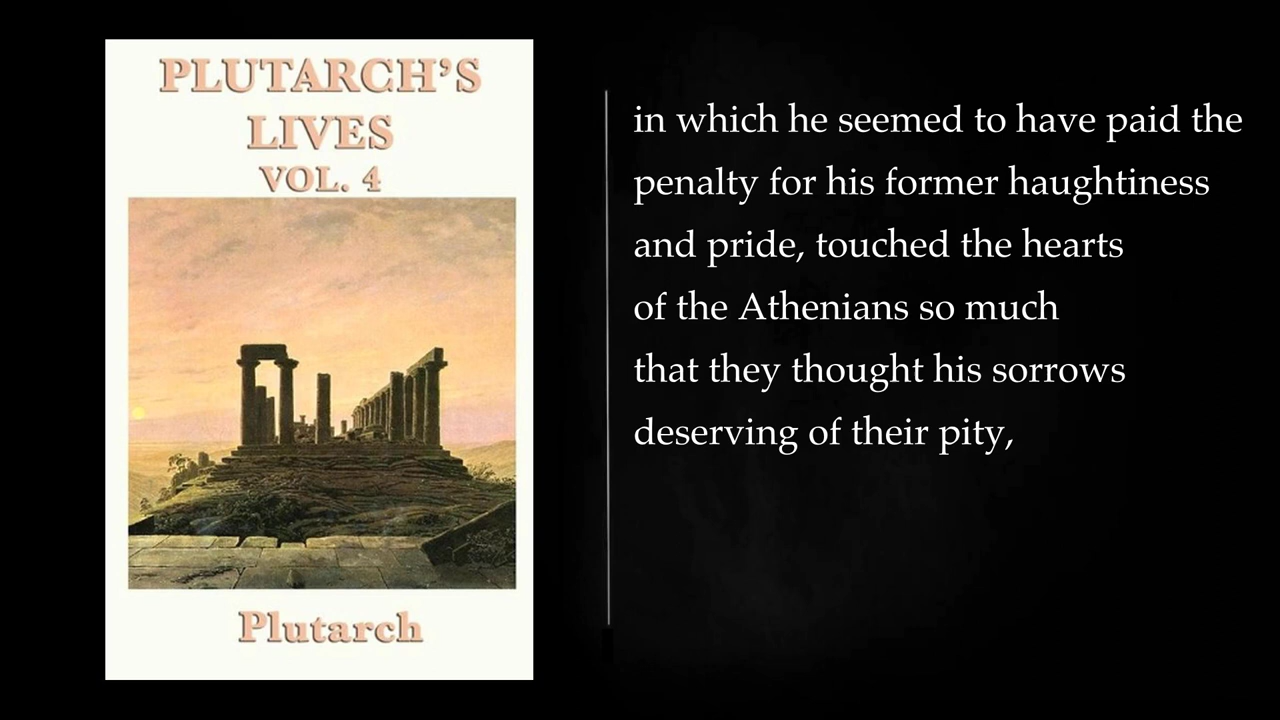 PLUTARCH'S
LIVES
VOL. 4
Plutarch
in which he seemed to have paid the
penalty for his former haughtiness
and pride, touched the hearts
of the Athenians so much
that they thought his sorrows
deserving of their pity,